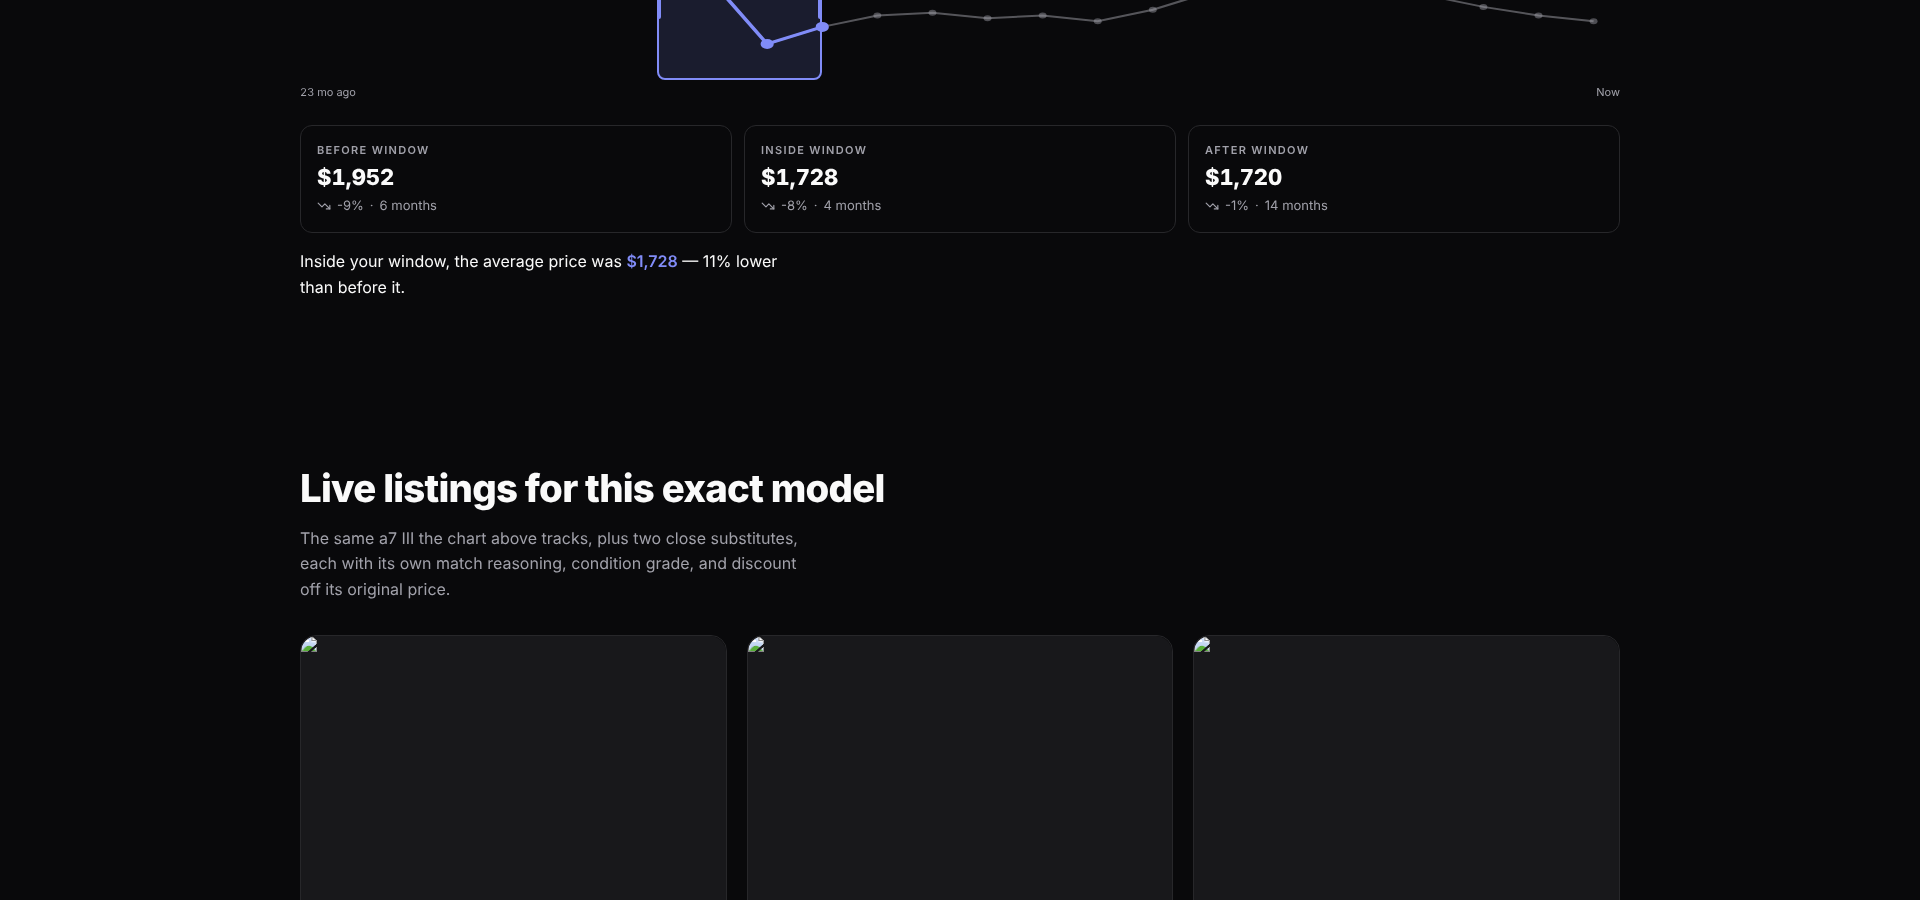 23 mo ago
Now
BEFORE WINDOW
$1,952
-9% · 6 months
INSIDE WINDOW
$1,728
-8% · 4 months
AFTER WINDOW
$1,720
-1% · 14 months
Inside your window, the average price was $1,728 — 11% lower
than before it.
Live listings for this exact model
The same a7 III the chart above tracks, plus two close substitutes,
each with its own match reasoning, condition grade, and discount
off its original price.